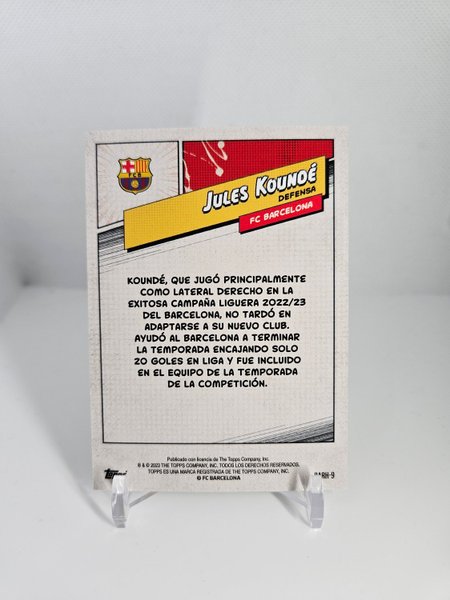 FCB
JULES KOUNDÉ
DEFENSA
FC BARCELONA
KOUNDÉ, QUE JUGÓ PRINCIPALMENTE
COMO LATERAL DERECHO EN LA
EXITOSA CAMPAÑA LIGUERA 2022/23
DEL BARCELONA, NO TARDÓ EN
ADAPTARSE A SU NUEVO CLUB.
AYUDÓ AL BARCELONA A TERMINAR
LA TEMPORADA ENCAJANDO SOLO
20 GOLES EN LIGA Y FUE INCLUIDO
EN EL EQUIPO DE LA TEMPORADA
DE LA COMPETICIÓN.
Publicado con licencia de The Topps Company, Inc.
® & © 2023 THE TOPPS COMPANY, INC. TODOS LOS DERECHOS RESERVADOS.
TOPPS ES UNA MARCA REGISTRADA DE THE TOPPS COMPANY, INC.
© FC BARCELONA
Topps